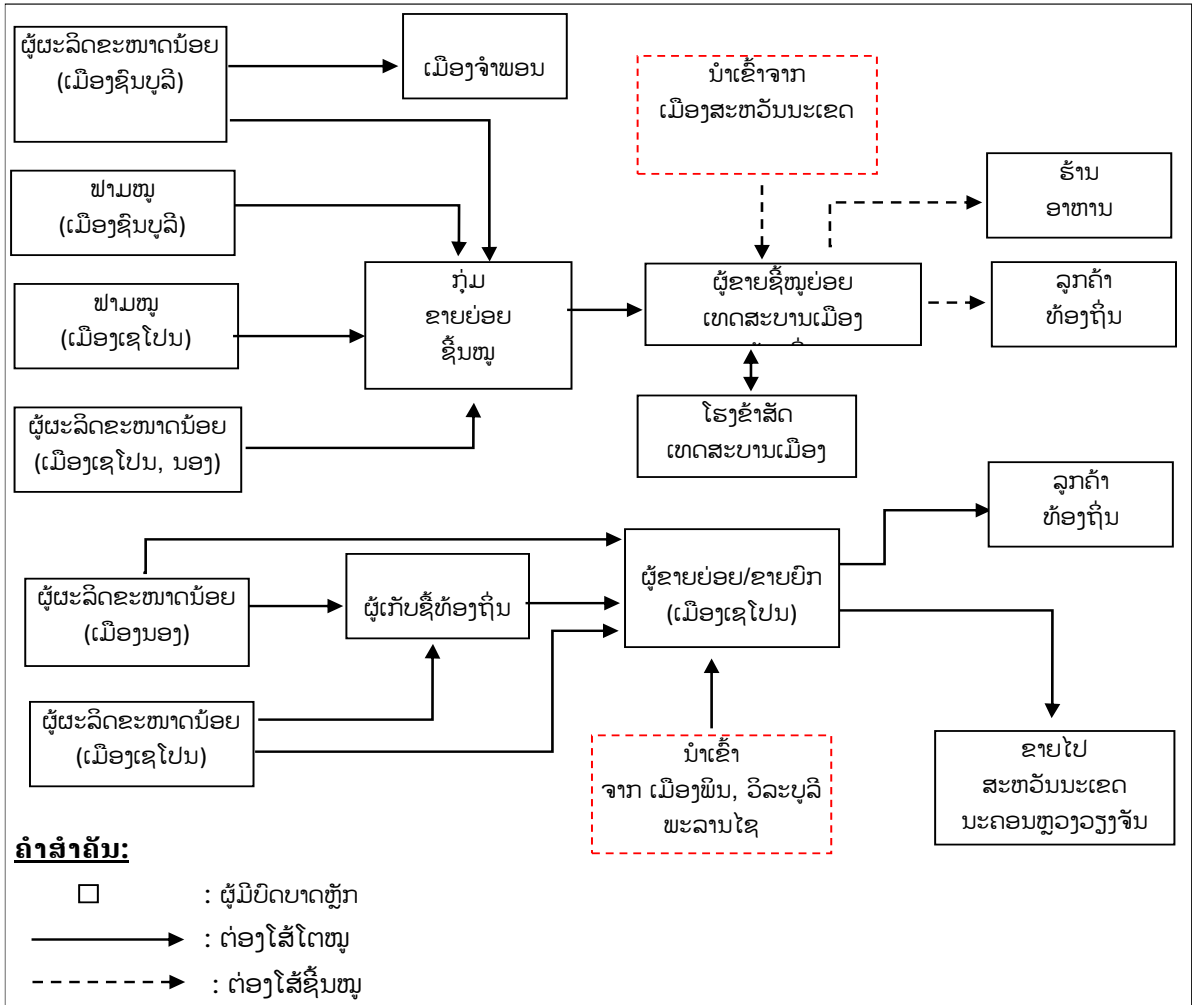 ຜູ້ຜະລິດຂະໜາດນ້ອຍ
(ເມືອງຊົນບູລີ)
ເມືອງຈຳພອນ
ນຳເຂົ້າຈາກ
ເມືອງສະຫວັນນະເຂດ
ຮ້ານ
ອາຫານ
ຟາມໝູ
(ເມືອງຊົນບູລີ)
ກຸ່ມ
ຂາຍຍ່ອຍ
ຊີ້ນໝູ
ຜູ້ຂາຍຊີ້ໝູຍ່ອຍ
ເທດສະບານເມືອງ
ລູກຄ້າ
ທ້ອງຖິ່ນ
ຟາມໝູ
(ເມືອງເຊໂປນ)
ໂຮງຂ້າສັດ
ເທດສະບານເມືອງ
ຜູ້ຜະລິດຂະໜາດນ້ອຍ
(ເມືອງເຊໂປນ, ນອງ)
ລູກຄ້າ
ທ້ອງຖິ່ນ
ຜູ້ຜະລິດຂະໜາດນ້ອຍ
(ເມືອງນອງ)
ຜູ້ເກັບຊື້ທ້ອງຖິ່ນ
ຜູ້ຂາຍຍ່ອຍ/ຂາຍຍົກ
(ເມືອງເຊໂປນ)
ຜູ້ຜະລິດຂະໜາດນ້ອຍ
(ເມືອງເຊໂປນ)
ນຳເຂົ້າ
ຈາກ ເມືອງພິນ, ວິລະບູລີ
ພະລານໄຊ
ຂາຍໄປ
ສະຫວັນນະເຂດ
ນະຄອນຫຼວງວຽງຈັນ
ຄຳສຳຄັນ:
: ຜູ້ມີບົດບາດຫຼັກ
: ຕ່ອງໂສ້ໂຕໝູ
: ຕ່ອງໂສ້ຊີ້ນໝູ